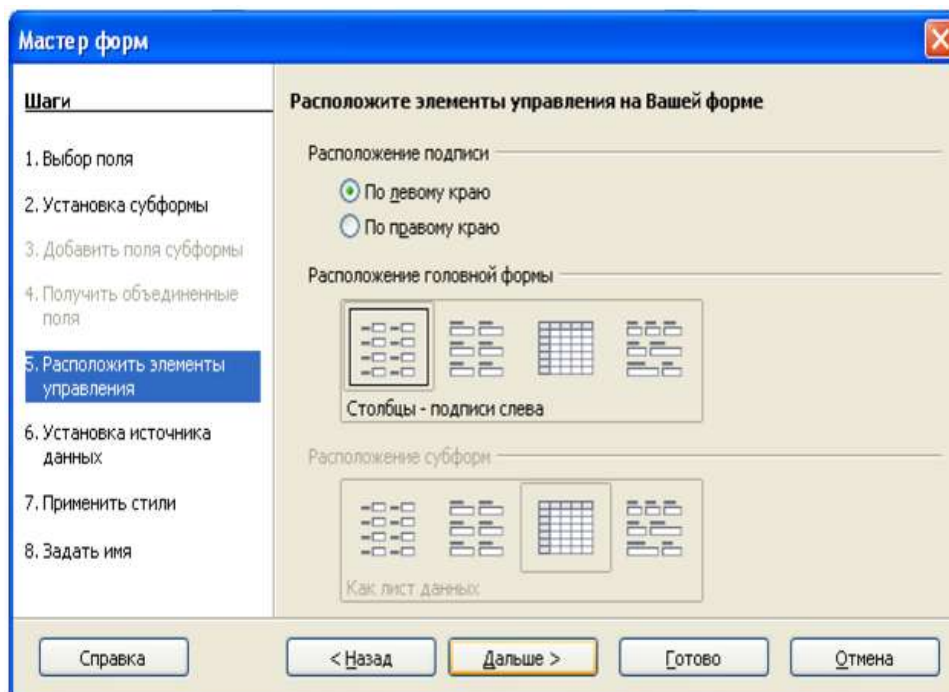 Мастер форм
Шаги
1. Выбор поля
2. Установка субформы
3. Добавить поля субформы
4. Получить объединенные
поля
5. Расположить элементы
управления
6. Установка источника
данных
7. Применить стили
8. Задать имя
Расположите элементы управления на Вашей форме
Расположение подписи
По левому краю
По правому краю
Расположение головной формы
Столбцы - подписи слева
Расположение субформ
Как лист данных
Справка
< Назад
Дальше >
Готово
Отмена